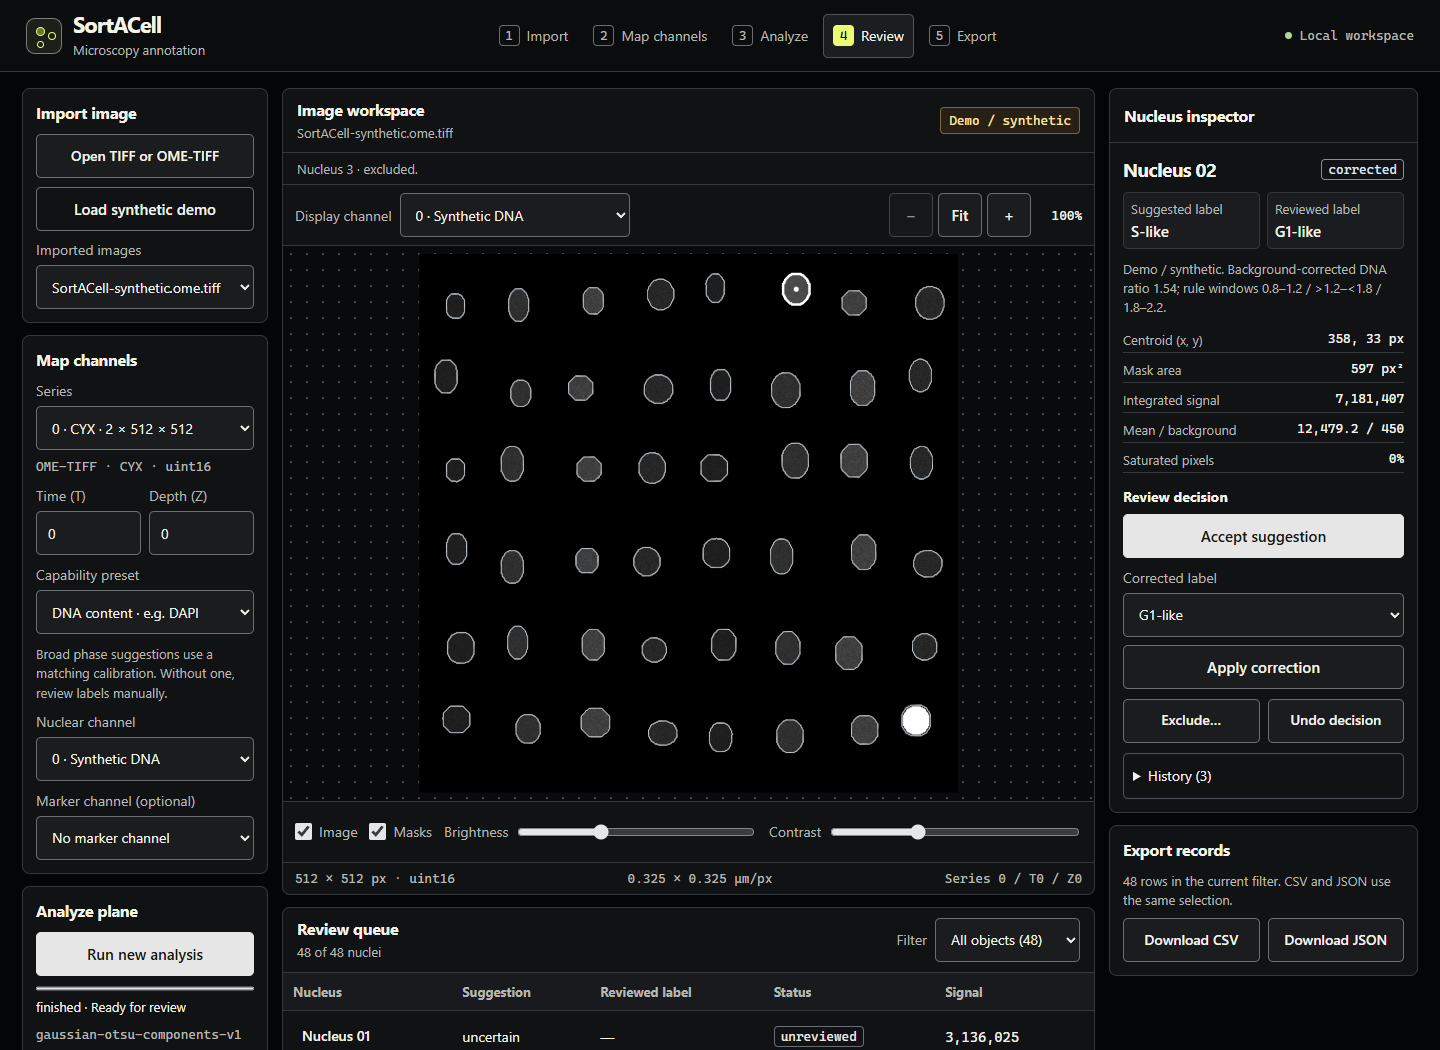 SortACell
Microscopy annotation
1 Import
2 Map channels
3 Analyze
4 Review
5 Export
Local workspace
Import image
Open TIFF or OME-TIFF
Load synthetic demo
Imported images
SortACell-synthetic.ome.tiff
Map channels
Series
0 · CYX · 2 × 512 × 512
OME-TIFF · CYX · uint16
Time (T) Depth (Z)
0 0
Capability preset
DNA content · e.g. DAPI
Broad phase suggestions use a
matching calibration. Without one,
review labels manually.
Nuclear channel
0 · Synthetic DNA
Marker channel (optional)
No marker channel
Analyze plane
Run new analysis
finished · Ready for review
gaussian-otsu-components-v1
Image workspace
SortACell-synthetic.ome.tiff
Demo / synthetic
Nucleus 3 · excluded.
Display channel 0 · Synthetic DNA − Fit + 100%
Image Masks Brightness Contrast
512 × 512 px · uint16 0.325 × 0.325 µm/px Series 0 / T0 / Z0
Review queue
48 of 48 nuclei
Filter All objects (48)
Nucleus Suggestion Reviewed label Status Signal
Nucleus 01 uncertain — unreviewed 3,136,025
Nucleus inspector
Nucleus 02 corrected
Suggested label Reviewed label
S-like G1-like
Demo / synthetic. Background-corrected DNA
ratio 1.54; rule windows 0.8–1.2 / >1.2–<1.8 /
1.8–2.2.
Centroid (x, y) 358, 33 px
Mask area 597 px²
Integrated signal 7,181,407
Mean / background 12,479.2 / 450
Saturated pixels 0%
Review decision
Accept suggestion
Corrected label
G1-like
Apply correction
Exclude... Undo decision
History (3)
Export records
48 rows in the current filter. CSV and JSON use
the same selection.
Download CSV Download JSON